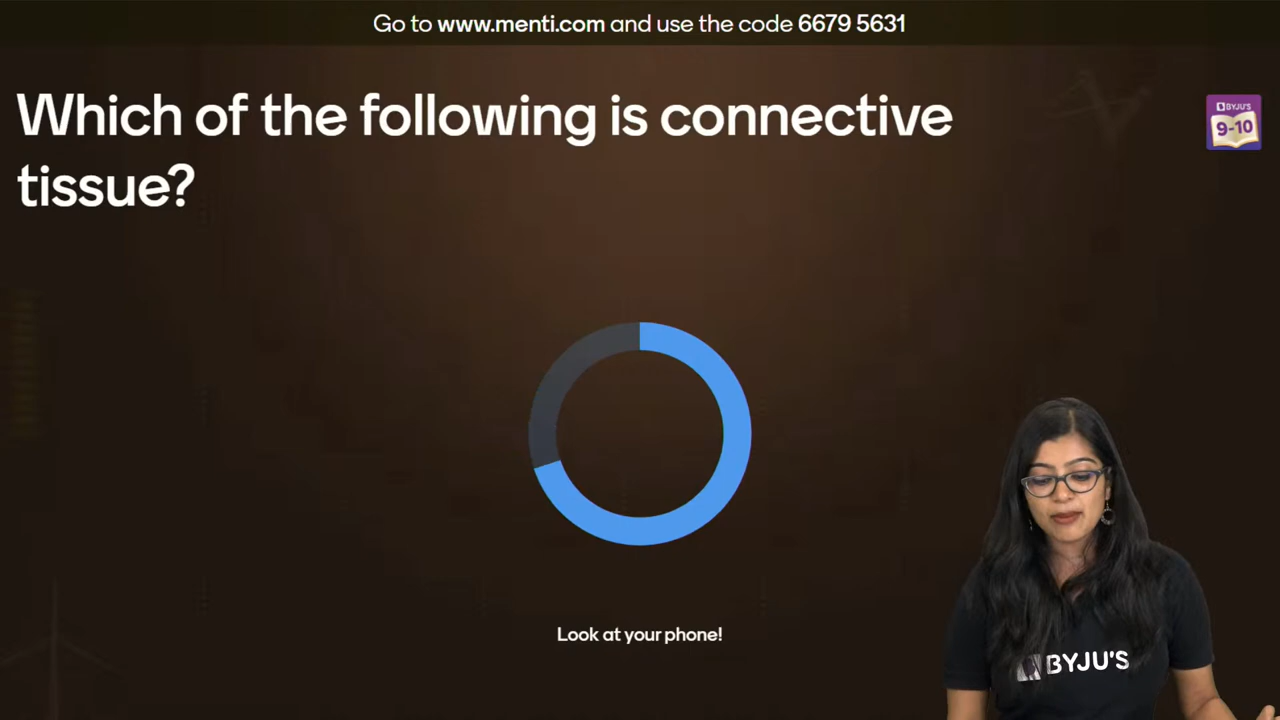 Go to www.menti.com and use the code 6679 5631
Which of the following is connective
tissue?
BYJU'S
9-10
Look at your phone!
BYJU'S